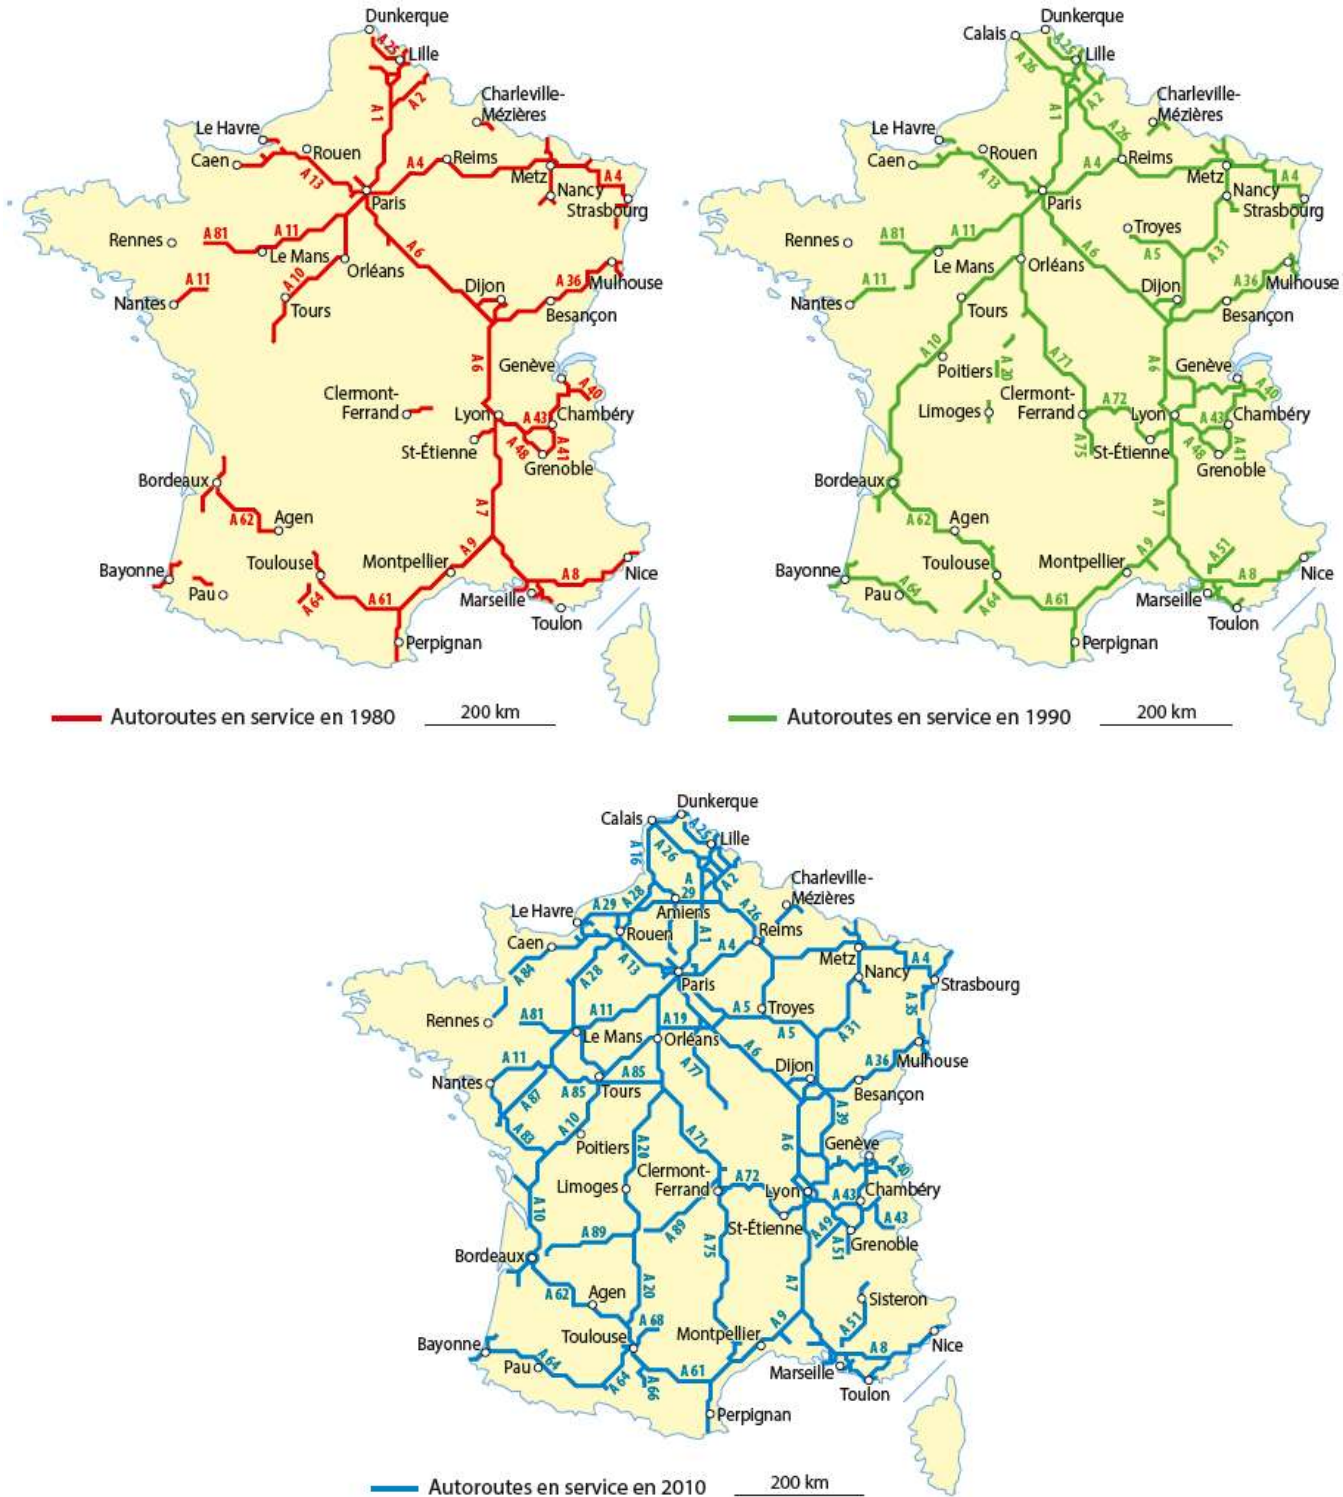 Dunkerque
A 25
Lille
A 2
A 1
Charleville-
Mézières
Le Havre
Rouen
Caen
A 13
A 4
Reims
Metz
A 4
Nancy
Strasbourg
Paris
Rennes
A 81
A 11
Le Mans
A 6
Orléans
A 10
A 11
Nantes
Tours
Dijon
A 36
Mulhouse
Besançon
A 6
Genève
A 40
Clermont-
Ferrand
Lyon
A 43
Chambéry
St-Étienne
A 48
A 41
Grenoble
Bordeaux
A 62
Agen
A 7
Toulouse
Montpellier
A 9
Bayonne
Pau
A 64
A 61
A 8
Nice
Marseille
Toulon
Perpignan
Autoroutes en service en 1980
200 km
Dunkerque
Calais
A 25
Lille
A 26
A 2
A 1
Charleville-
Mézières
Le Havre
A 26
Rouen
Caen
A 13
A 4
Reims
Metz
A 4
Nancy
Strasbourg
Paris
Rennes
A 81
A 11
Troyes
Le Mans
A 6
A 5
A 31
Orléans
A 11
Nantes
Tours
Dijon
A 36
Mulhouse
Besançon
A 10
A 6
Poitiers
A 20
A 71
Genève
A 40
Limoges
Clermont-
Ferrand
A 72
Lyon
A 43
Chambéry
A 75
St-Étienne
A 48
A 41
Grenoble
Bordeaux
A 62
Agen
A 7
Toulouse
Montpellier
A 9
A 51
Bayonne
Pau
A 64
A 64
A 61
A 8
Nice
Marseille
Toulon
Perpignan
Autoroutes en service en 1990
200 km
Dunkerque
Calais
A 25
Lille
A 16
A 26
A 2
A
29
Charleville-
Mézières
A 29
A 28
Amiens
A 26
Le Havre
Rouen
A 1
Reims
Caen
A 84
A 28
A 13
A 4
Metz
A 4
Nancy
Strasbourg
Paris
A 35
Rennes
A 81
A 11
A 19
A 5
Troyes
A 5
A 31
Le Mans
Orléans
A 6
A 11
A 77
A 36
Mulhouse
Nantes
A 87
A 85
A 85
Tours
Dijon
Besançon
A 83
A 10
Poitiers
A 20
A 71
A 6
A 39
Genève
A 40
Limoges
Clermont-
Ferrand
A 72
Lyon
A 43
Chambéry
A 43
A 10
A 89
A 89
A 75
St-Étienne
A 49
A 51
Grenoble
Bordeaux
A 62
Agen
A 20
A 7
Sisteron
A 68
Toulouse
Montpellier
A 9
A 51
Bayonne
Pau
A 64
A 64
A 66
A 61
A 8
Nice
Marseille
Toulon
Perpignan
Autoroutes en service en 2010
200 km